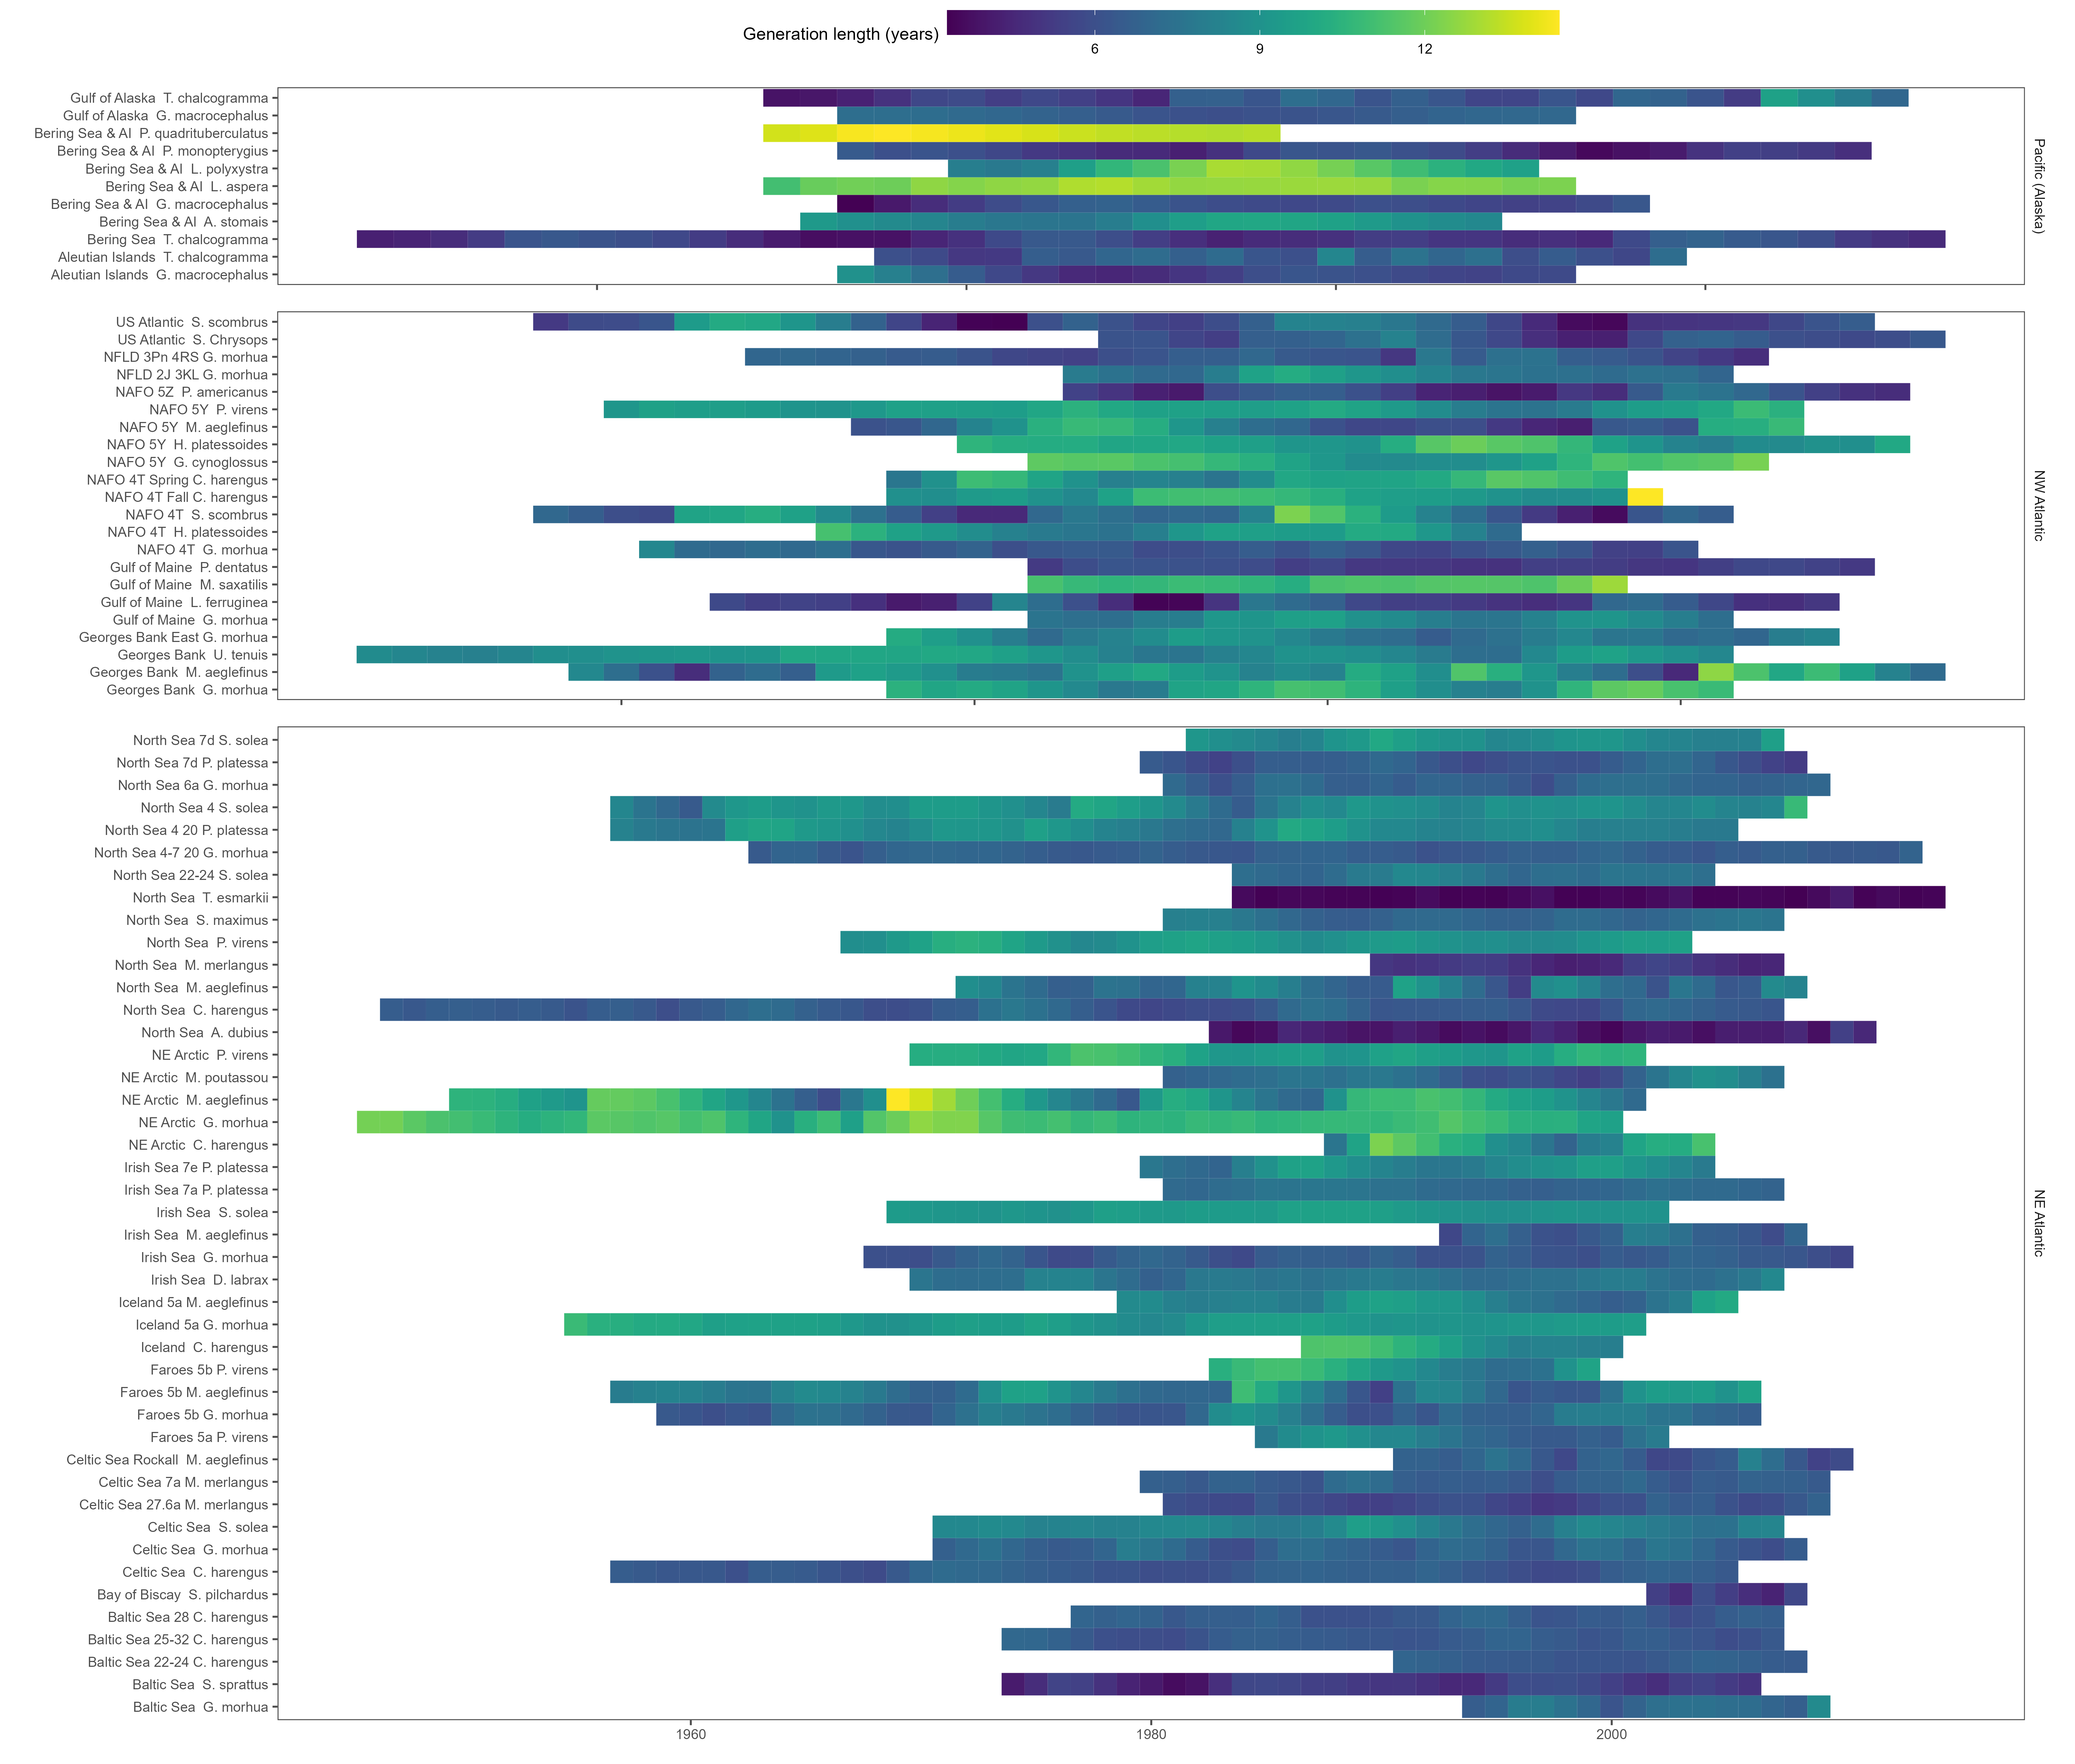 Generation length (years)
6 9 12
Gulf of Alaska T. chalcogramma
Gulf of Alaska G. macrocephalus
Bering Sea & AI P. quadrituberculatus
Bering Sea & AI P. monopterygius
Bering Sea & AI L. polyxystra
Bering Sea & AI L. aspera
Bering Sea & AI G. macrocephalus
Bering Sea & AI A. stomais
Bering Sea T. chalcogramma
Aleutian Islands T. chalcogramma
Aleutian Islands G. macrocephalus
Pacific (Alaska)
US Atlantic S. scombrus
US Atlantic S. Chrysops
NFLD 3Pn 4RS G. morhua
NFLD 2J 3KL G. morhua
NAFO 5Z P. americanus
NAFO 5Y P. virens
NAFO 5Y M. aeglefinus
NAFO 5Y H. platessoides
NAFO 5Y G. cynoglossus
NAFO 4T Spring C. harengus
NAFO 4T Fall C. harengus
NAFO 4T S. scombrus
NAFO 4T H. platessoides
NAFO 4T G. morhua
Gulf of Maine P. dentatus
Gulf of Maine M. saxatilis
Gulf of Maine L. ferruginea
Gulf of Maine G. morhua
Georges Bank East G. morhua
Georges Bank U. tenuis
Georges Bank M. aeglefinus
Georges Bank G. morhua
NW Atlantic
North Sea 7d S. solea
North Sea 7d P. platessa
North Sea 6a G. morhua
North Sea 4 S. solea
North Sea 4 20 P. platessa
North Sea 4-7 20 G. morhua
North Sea 22-24 S. solea
North Sea T. esmarkii
North Sea S. maximus
North Sea P. virens
North Sea M. merlangus
North Sea M. aeglefinus
North Sea C. harengus
North Sea A. dubius
NE Arctic P. virens
NE Arctic M. poutassou
NE Arctic M. aeglefinus
NE Arctic G. morhua
NE Arctic C. harengus
Irish Sea 7e P. platessa
Irish Sea 7a P. platessa
Irish Sea S. solea
Irish Sea M. aeglefinus
Irish Sea G. morhua
Irish Sea D. labrax
Iceland 5a M. aeglefinus
Iceland 5a G. morhua
Iceland C. harengus
Faroes 5b P. virens
Faroes 5b M. aeglefinus
Faroes 5b G. morhua
Faroes 5a P. virens
Celtic Sea Rockall M. aeglefinus
Celtic Sea 7a M. merlangus
Celtic Sea 27.6a M. merlangus
Celtic Sea S. solea
Celtic Sea G. morhua
Celtic Sea C. harengus
Bay of Biscay S. pilchardus
Baltic Sea 28 C. harengus
Baltic Sea 25-32 C. harengus
Baltic Sea 22-24 C. harengus
Baltic Sea S. sprattus
Baltic Sea G. morhua
NE Atlantic
1960 1980 2000